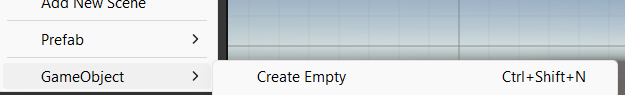 Add New Scene
Prefab
GameObject
Create Empty Ctrl+Shift+N